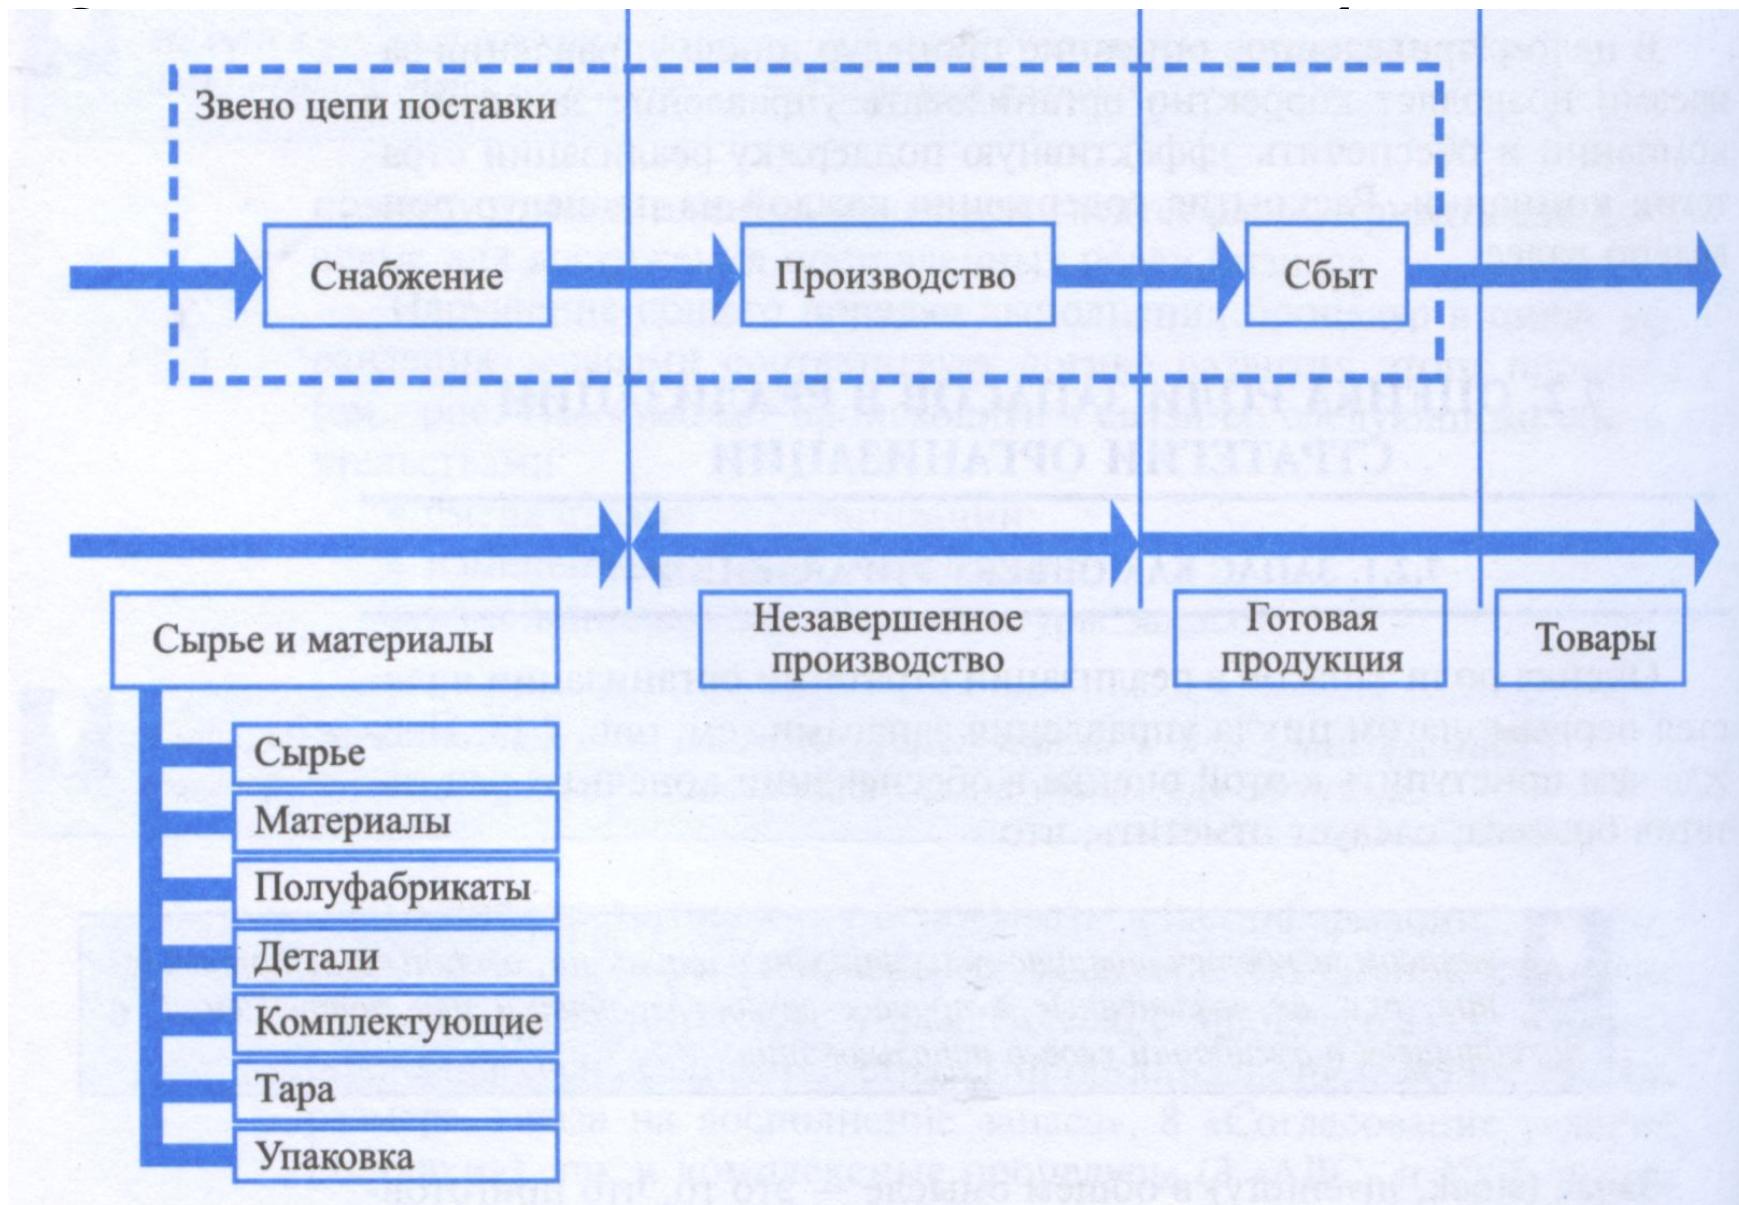 Звено цепи поставки
Снабжение
Производство
Сбыт
Сырье и материалы
Незавершенное
производство
Готовая
продукция
Товары
Сырье
Материалы
Полуфабрикаты
Детали
Комплектующие
Тара
Упаковка